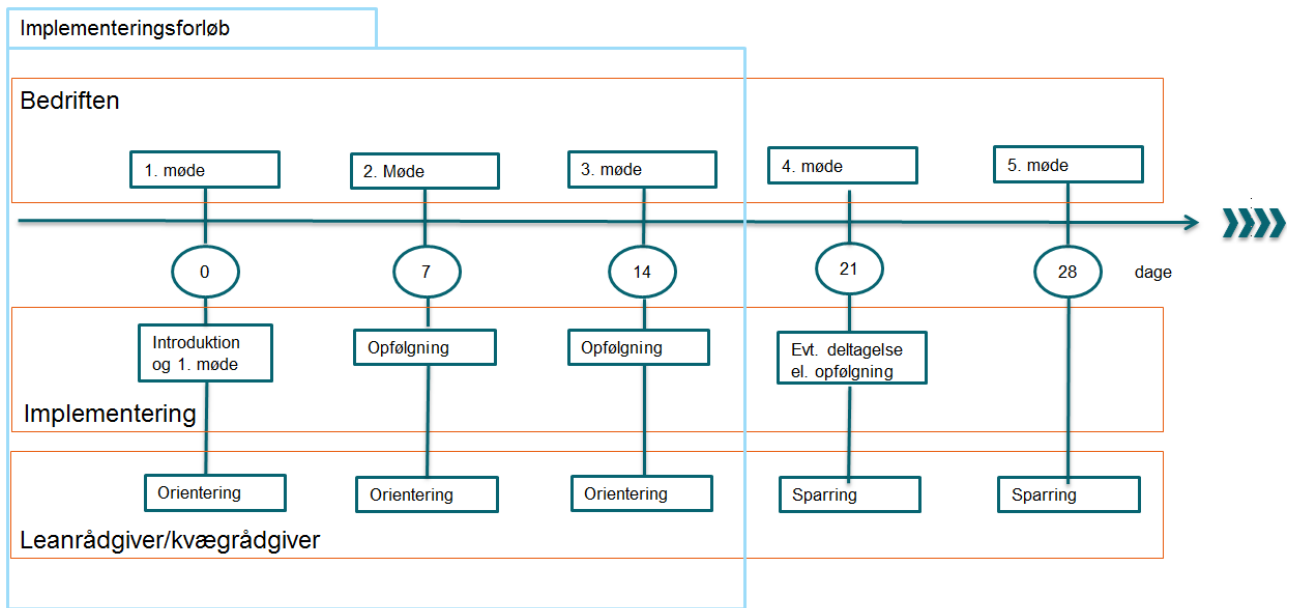 Implementeringsforløb
Bedriften
1. møde
2. Møde
3. møde
4. møde
5. møde
0
7
14
21
28
dage
Introduktion
og 1. møde
Opfølgning
Opfølgning
Evt. deltagelse
el. opfølgning
Implementering
Orientering
Orientering
Orientering
Sparring
Sparring
Leanrådgiver/kvægrådgiver